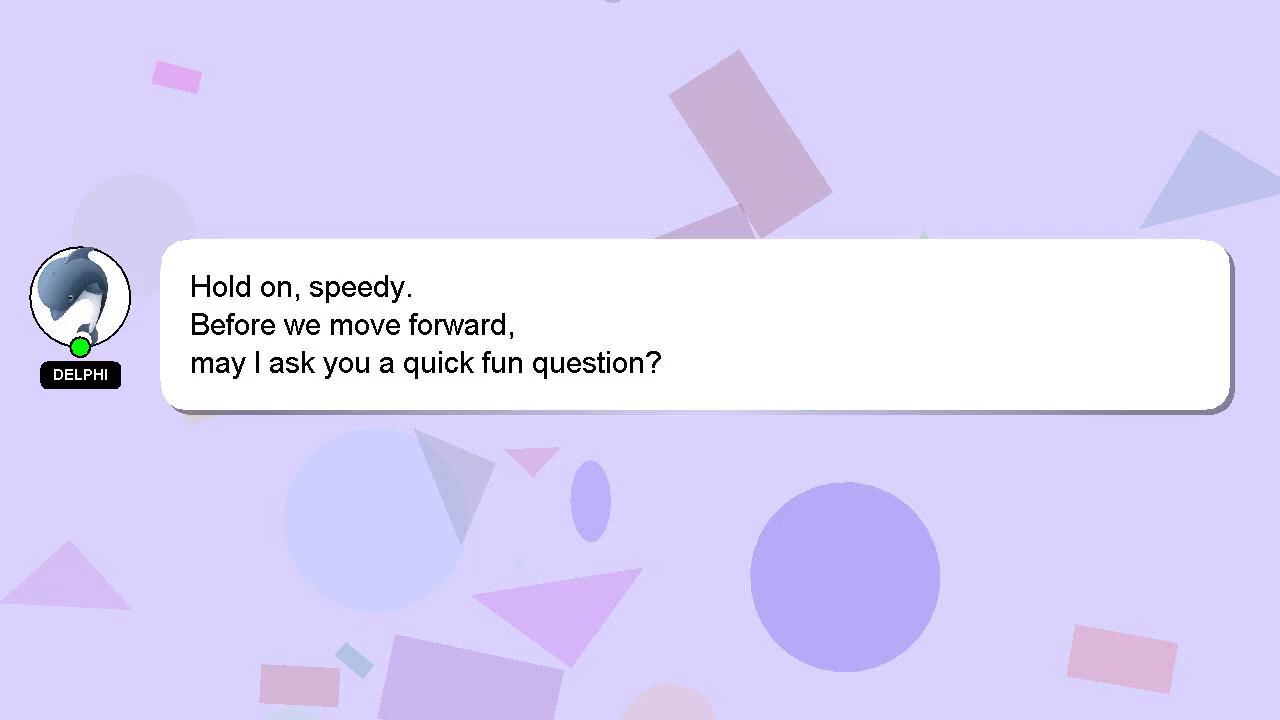 Hold on, speedy.
Before we move forward,
may I ask you a quick fun question?
DELPHI